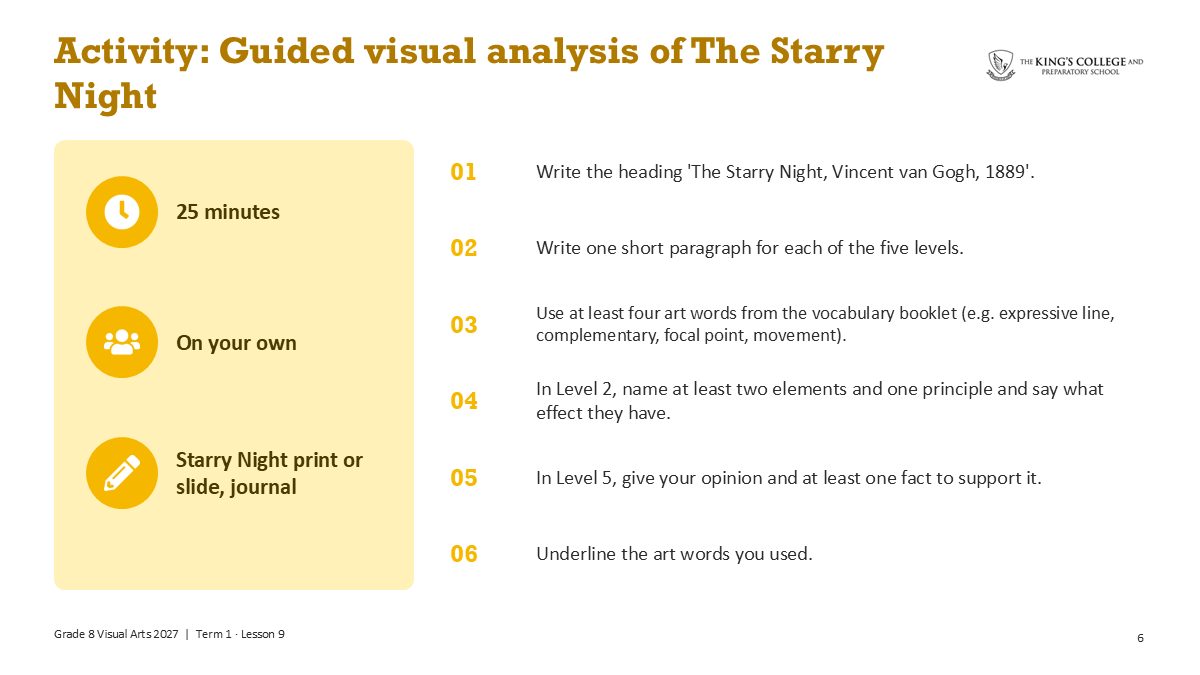 Activity: Guided visual analysis of The Starry
Night
THE KING'S COLLEGE AND
PREPARATORY SCHOOL
25 minutes
On your own
Starry Night print or
slide, journal
01
Write the heading 'The Starry Night, Vincent van Gogh, 1889'.
02
Write one short paragraph for each of the five levels.
03
Use at least four art words from the vocabulary booklet (e.g. expressive line,
complementary, focal point, movement).
04
In Level 2, name at least two elements and one principle and say what
effect they have.
05
In Level 5, give your opinion and at least one fact to support it.
06
Underline the art words you used.
Grade 8 Visual Arts 2027 | Term 1 · Lesson 9
6